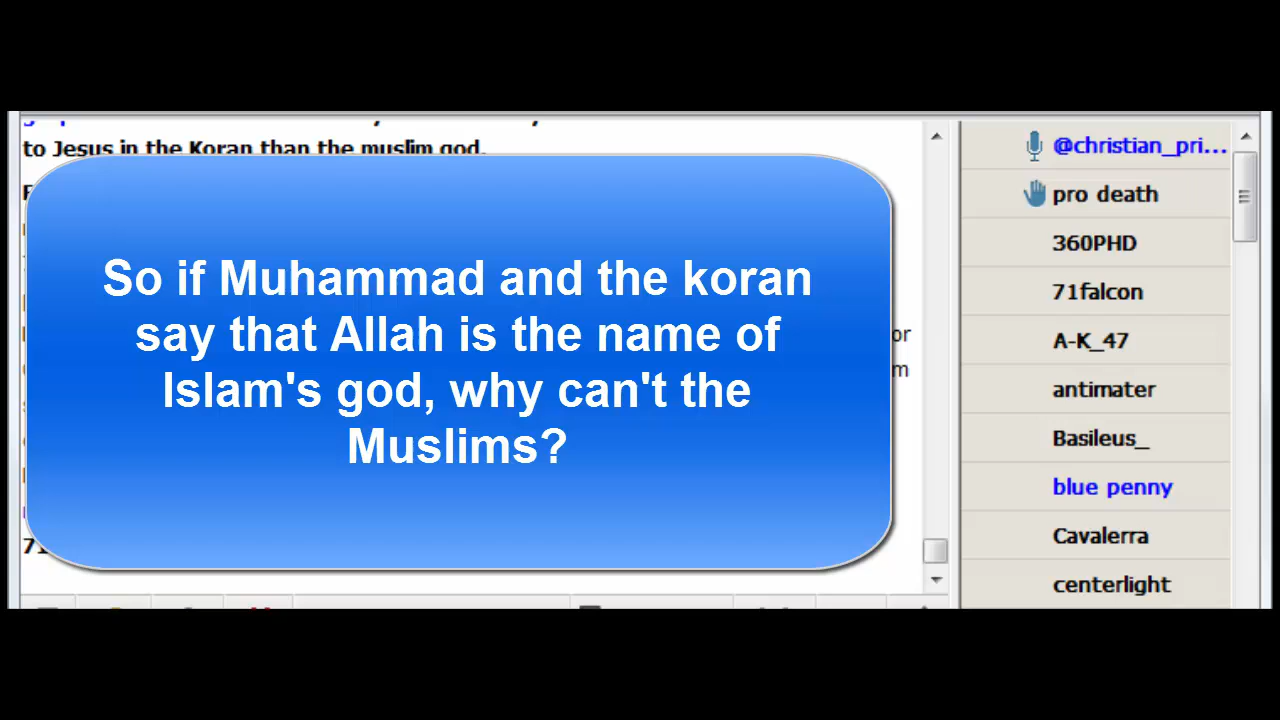 to Jesus in the Koran than the muslim god.
So if Muhammad and the koran
say that Allah is the name of
Islam's god, why can't the
Muslims?
or
m
71
@christian_pri...
pro death
360PHD
71falcon
A-K_47
antimater
Basileus_
blue penny
Cavalerra
centerlight